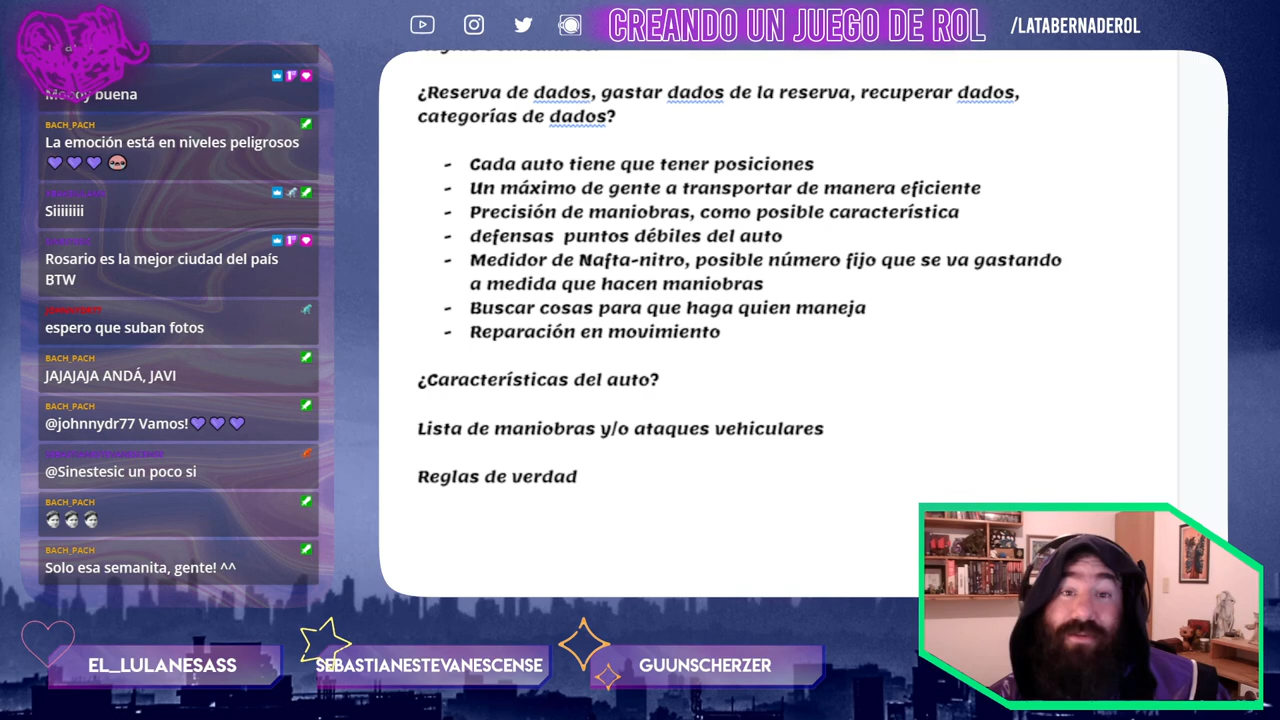 CREANDO UN JUEGO DE ROL
/LATABERNADEROL
buena
BACH_PACH
La emoción está en niveles peligrosos
Siiiiiii
Rosario es la mejor ciudad del país
BTW
espero que suban fotos
BACH_PACH
JAJAJAJA ANDÁ, JAVI
BACH_PACH
@johnnydr77 Vamos!
@Sinestesic un poco si
BACH_PACH
BACH_PACH
Solo esa semanita, gente! ^^
¿Reserva de dados, gastar dados de la reserva, recuperar dados,
categorías de dados?
- Cada auto tiene que tener posiciones
- Un máximo de gente a transportar de manera eficiente
- Precisión de maniobras, como posible característica
- defensas puntos débiles del auto
- Medidor de Nafta-nitro, posible número fijo que se va gastando
a medida que hacen maniobras
- Buscar cosas para que haga quien maneja
- Reparación en movimiento
¿Características del auto?
Lista de maniobras y/o ataques vehiculares
Reglas de verdad
EL_LULANESASS
SEBASTIANESTEVANESCENSE
GUUNSCHERZER